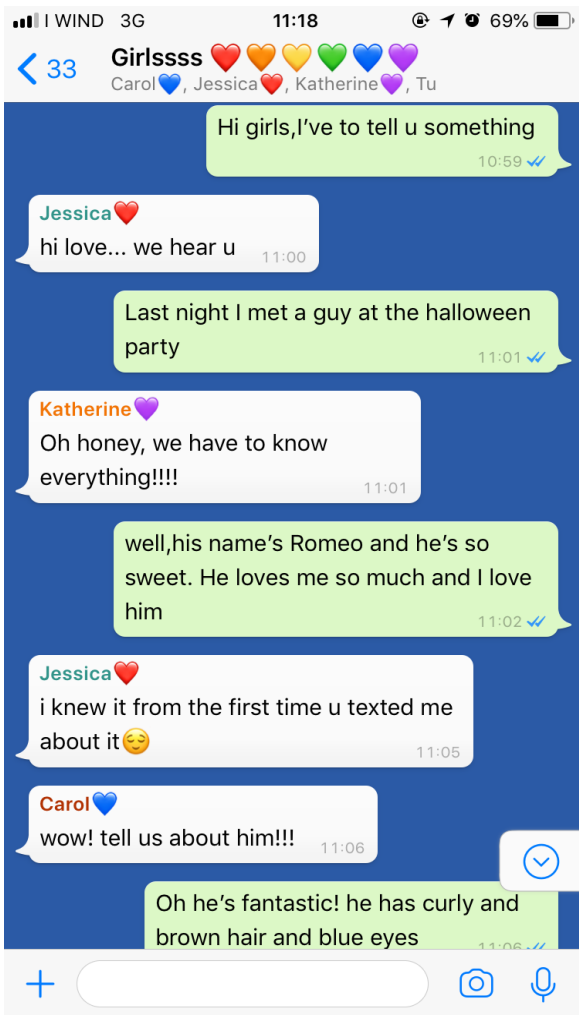 I WIND 3G 11:18 69%
33 Girlssss ❤️🧡💛💚💙💜
Carol💙, Jessica❤️, Katherine💜, Tu
Hi girls,I've to tell u something
10:59
Jessica❤️
hi love... we hear u 11:00
Last night I met a guy at the halloween
party 11:01
Katherine💜
Oh honey, we have to know
everything!!!! 11:01
well,his name's Romeo and he's so
sweet. He loves me so much and I love
him 11:02
Jessica❤️
i knew it from the first time u texted me
about it😌 11:05
Carol💙
wow! tell us about him!!! 11:06
Oh he's fantastic! he has curly and
brown hair and blue eyes 11:06